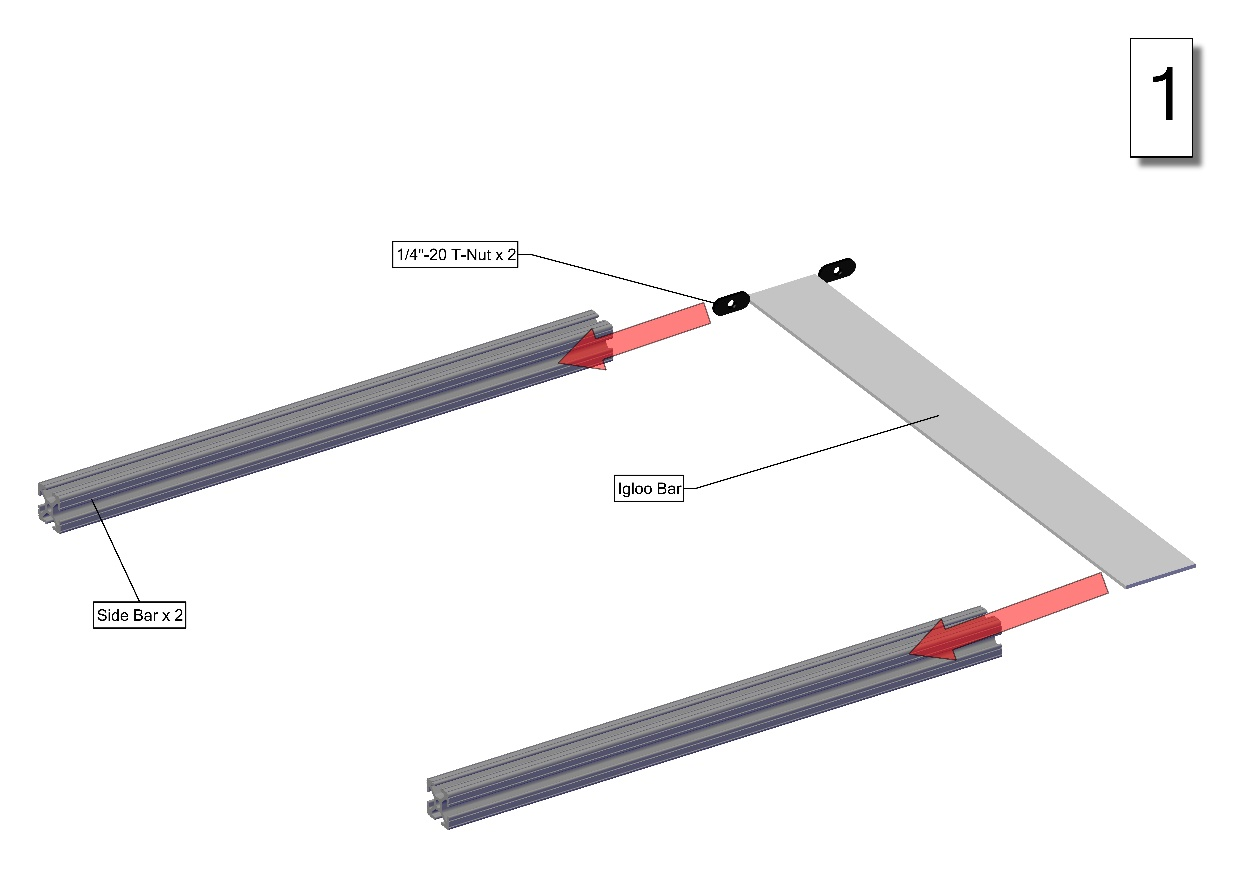 1
1/4"-20 T-Nut x 2
Igloo Bar
Side Bar x 2